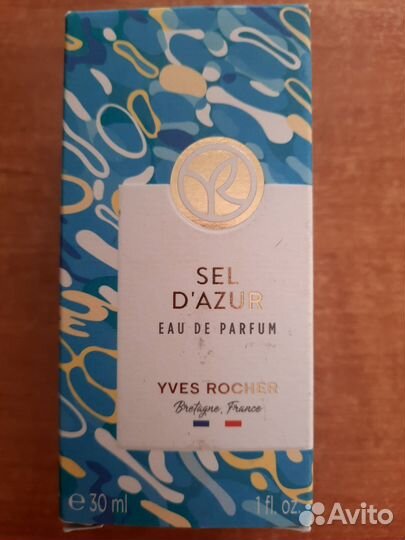 SEL
D'AZUR
EAU DE PARFUM
YVES ROCHER
Bretagne, France
℮ 30 ml 1 fl. oz.
Avito